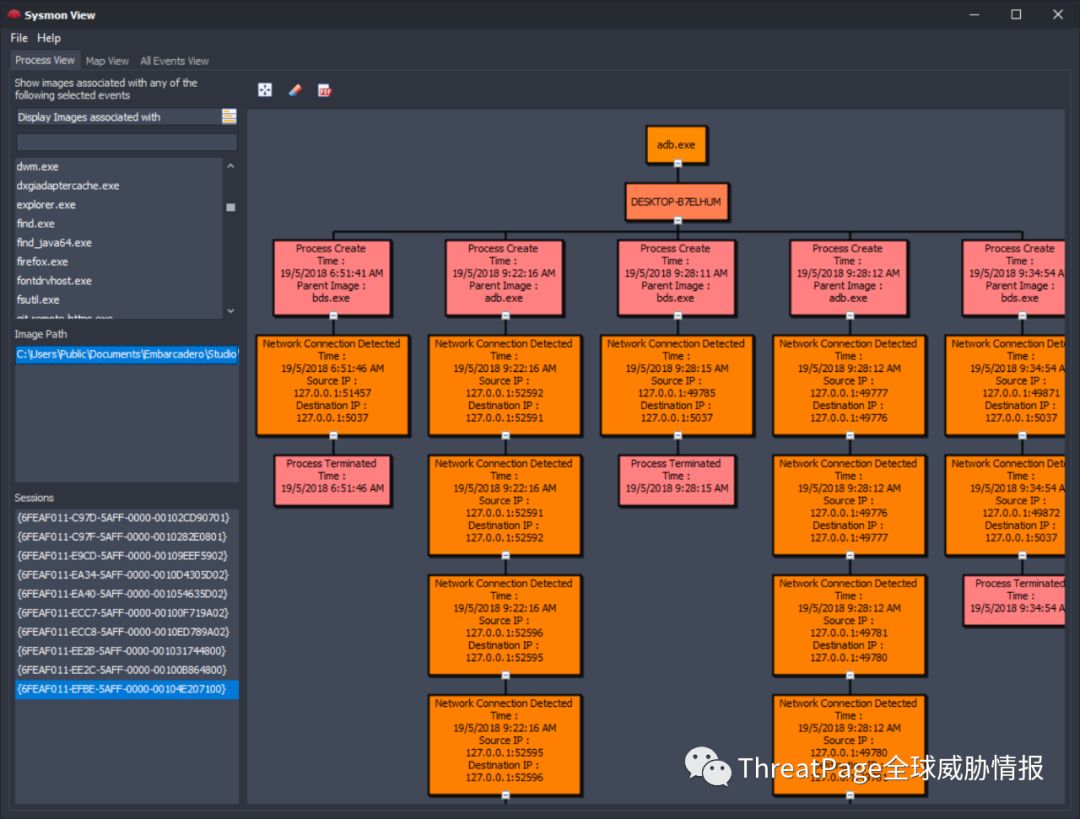 Sysmon View
File Help
Process View Map View All Events View
Show images associated with any of the
following selected events
Display Images associated with
dwm.exe
dxgiadaptercache.exe
explorer.exe
find.exe
find_java64.exe
firefox.exe
fontdrvhost.exe
fsutil.exe
git-remote-https.exe
Image Path
C:\Users\Public\Documents\Embarcadero\Studio
Sessions
{6FEAF011-C97D-5AFF-0000-00102CD90701}
{6FEAF011-C97F-5AFF-0000-0010282E0801}
{6FEAF011-E9CD-5AFF-0000-00109EEF5902}
{6FEAF011-EA34-5AFF-0000-0010D4305D02}
{6FEAF011-EA40-5AFF-0000-001054635D02}
{6FEAF011-ECC7-5AFF-0000-00100F719A02}
{6FEAF011-ECC8-5AFF-0000-0010ED789A02}
{6FEAF011-EE2B-5AFF-0000-001031744800}
{6FEAF011-EE2C-5AFF-0000-00100B864800}
{6FEAF011-EFBE-5AFF-0000-00104E207100}
PDF
adb.exe
DESKTOP-B7ELHUM
Process Create
Time :
19/5/2018 6:51:41 AM
Parent Image :
bds.exe
Network Connection Detected
Time :
19/5/2018 6:51:46 AM
Source IP :
127.0.0.1:51457
Destination IP :
127.0.0.1:5037
Process Terminated
Time :
19/5/2018 6:51:46 AM
Process Create
Time :
19/5/2018 9:22:16 AM
Parent Image :
adb.exe
Network Connection Detected
Time :
19/5/2018 9:22:16 AM
Source IP :
127.0.0.1:52592
Destination IP :
127.0.0.1:52591
Network Connection Detected
Time :
19/5/2018 9:22:16 AM
Source IP :
127.0.0.1:52591
Destination IP :
127.0.0.1:52592
Network Connection Detected
Time :
19/5/2018 9:22:16 AM
Source IP :
127.0.0.1:52596
Destination IP :
127.0.0.1:52595
Network Connection Detected
Time :
19/5/2018 9:22:16 AM
Source IP :
127.0.0.1:52595
Destination IP :
127.0.0.1:52596
Process Create
Time :
19/5/2018 9:28:11 AM
Parent Image :
bds.exe
Network Connection Detected
Time :
19/5/2018 9:28:15 AM
Source IP :
127.0.0.1:49785
Destination IP :
127.0.0.1:5037
Process Terminated
Time :
19/5/2018 9:28:15 AM
Process Create
Time :
19/5/2018 9:28:12 AM
Parent Image :
adb.exe
Network Connection Detected
Time :
19/5/2018 9:28:12 AM
Source IP :
127.0.0.1:49777
Destination IP :
127.0.0.1:49776
Network Connection Detected
Time :
19/5/2018 9:28:12 AM
Source IP :
127.0.0.1:49776
Destination IP :
127.0.0.1:49777
Network Connection Detected
Time :
19/5/2018 9:28:12 AM
Source IP :
127.0.0.1:49781
Destination IP :
127.0.0.1:49780
Network Connection Detected
Time :
19/5/2018 9:28:12 AM
Source IP :
127.0.0.1:49780
Destination IP :
Process Create
Time :
19/5/2018 9:34:54 A
Parent Image :
bds.exe
Network Connection Det
Time :
19/5/2018 9:34:54 A
Source IP :
127.0.0.1:49871
Destination IP :
127.0.0.1:5037
Network Connection Det
Time :
19/5/2018 9:34:54 A
Source IP :
127.0.0.1:49872
Destination IP :
127.0.0.1:5037
Process Terminated
Time :
19/5/2018 9:34:54 A
ThreatPage全球威胁情报